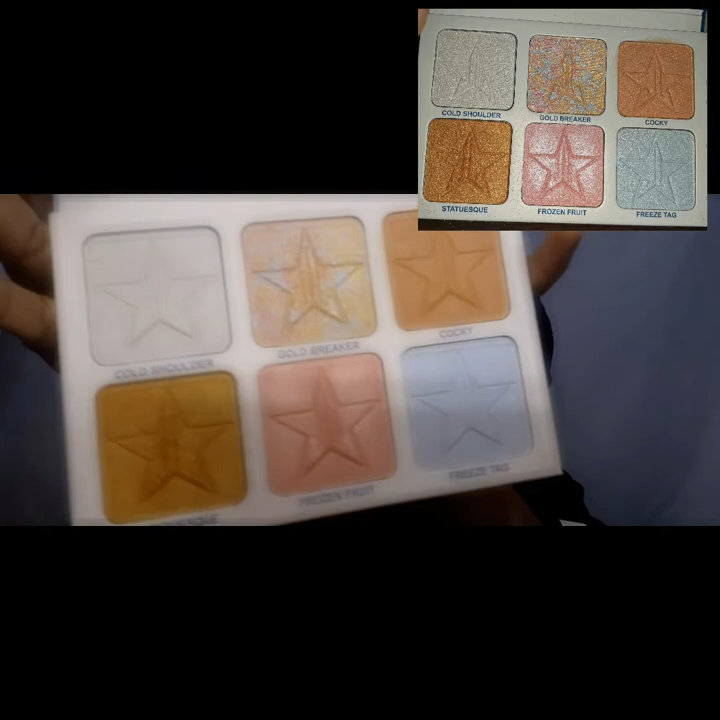 COLD SHOULDER
GOLD BREAKER
COCKY
STATUESQUE
FROZEN FRUIT
FREEZE TAG
COLD SHOULDER
GOLD BREAKER
COCKY
FROZEN FRUIT
FREEZE TAG